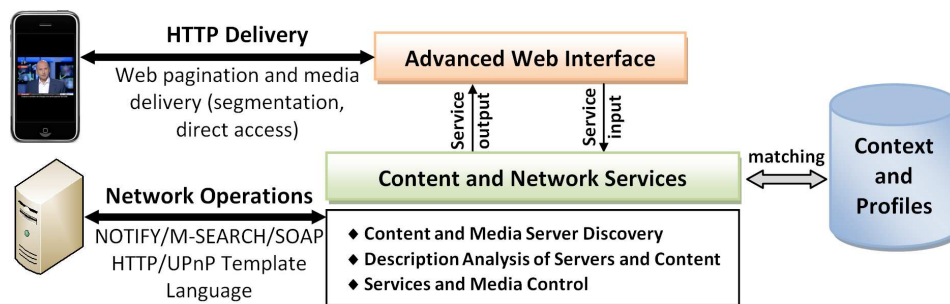 HTTP Delivery
Web pagination and media
delivery (segmentation,
direct access)
Advanced Web Interface
Service
output
Service
input
Content and Network Services
matching
Context
and
Profiles
Network Operations
NOTIFY/M-SEARCH/SOAP
HTTP/UPnP Template
Language
♦ Content and Media Server Discovery
♦ Description Analysis of Servers and Content
♦ Services and Media Control